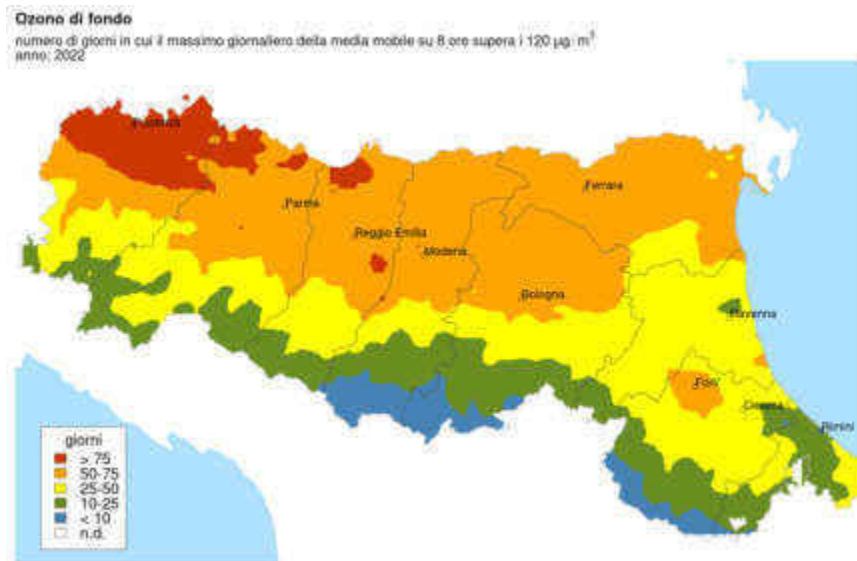 Ozono di fondo
numero di giorni in cui il massimo giornaliero della media mobile su 8 ore supera i 120 µg/m³
anno: 2022
Piacenza
Parma
Ferrara
Reggio Emilia
Modena
Bologna
Ravenna
Forlì
Cesena
Rimini
giorni
> 75
50-75
25-50
10-25
< 10
n.d.